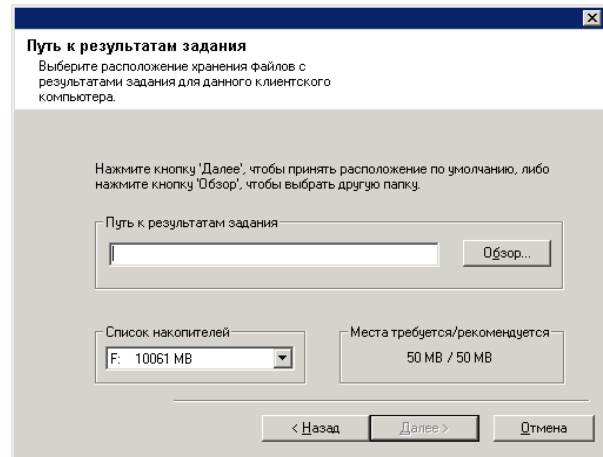 Путь к результатам задания
Выберите расположение хранения файлов с
результатами задания для данного клиентского
компьютера.
Нажмите кнопку 'Далее', чтобы принять расположение по умолчанию, либо
нажмите кнопку 'Обзор', чтобы выбрать другую папку.
Путь к результатам задания
Обзор...
Список накопителей
F: 10061 MB
Места требуется/рекомендуется
50 MB / 50 MB
< Назад
Далее >
Отмена